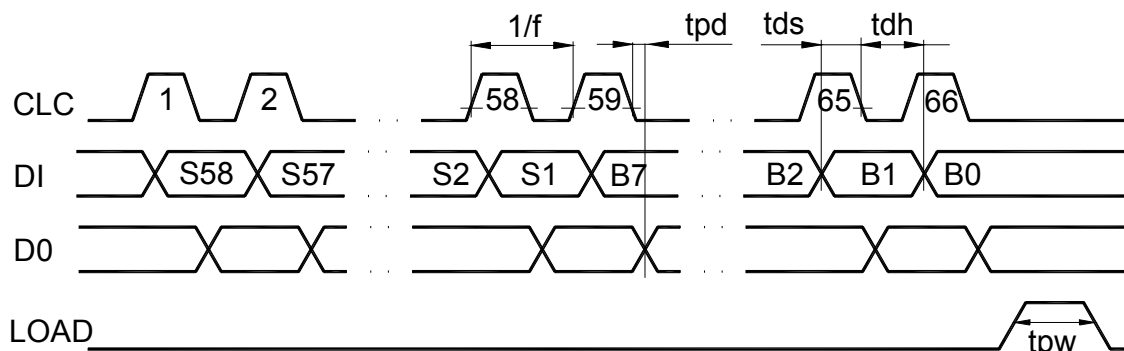 1/f tpd tds tdh
CLC 1 2 58 59 65 66
DI S58 S57 S2 S1 B7 B2 B1 B0
D0
LOAD tpw